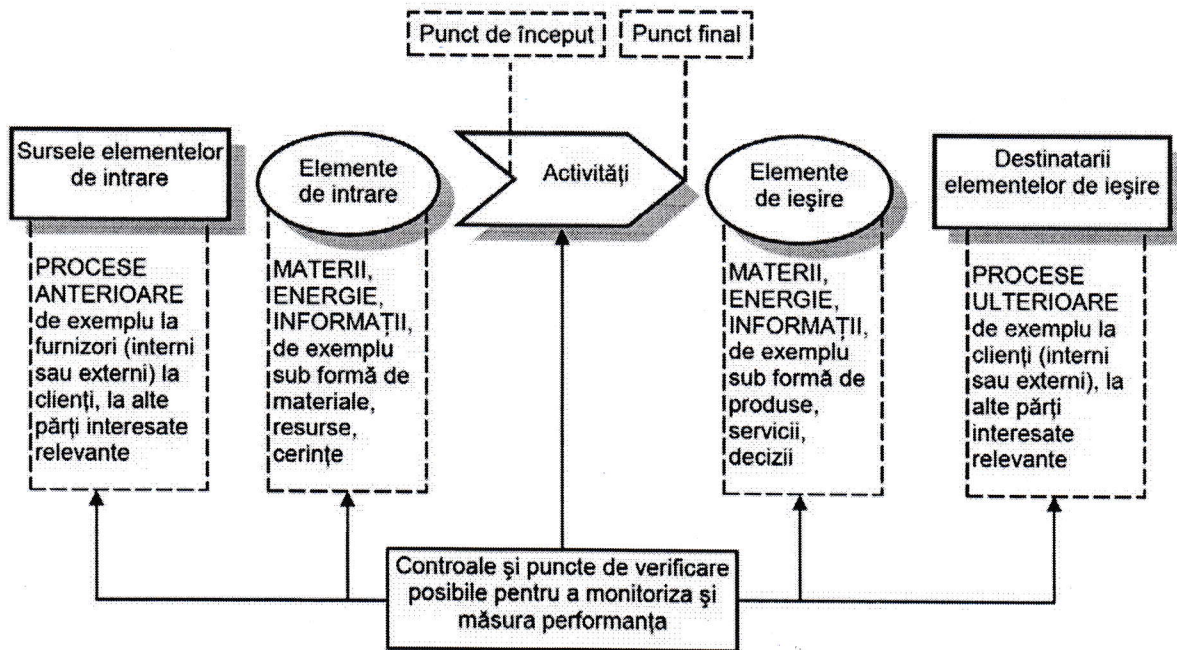 Punct de început
Punct final
Sursele elementelor
de intrare
Elemente
de intrare
Activități
Elemente
de ieşire
Destinatarii
elementelor de ieşire
PROCESE
ANTERIOARE
de exemplu la
furnizori (interni
sau externi) la
clienți, la alte
părți interesate
relevante
MATERII,
ENERGIE,
INFORMAȚII,
de exemplu
sub formă de
materiale,
resurse,
cerințe
MATERII,
ENERGIE,
INFORMAȚII,
de exemplu
sub formă de
produse,
servicii,
decizii
PROCESE
ULTERIOARE
de exemplu la
clienți (interni
sau externi), la
alte părți
interesate
relevante
Controale şi puncte de verificare
posibile pentru a monitoriza şi
măsura performanța